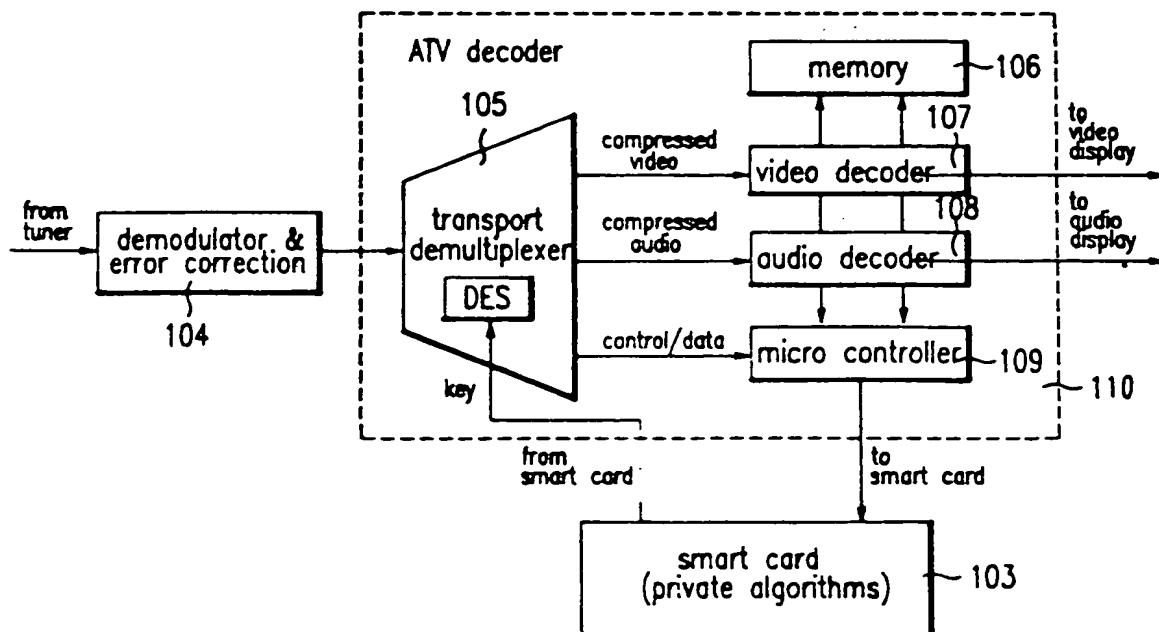 ATV decoder
memory
106
105
107
to
video
display
compressed
video
video decoder
108
to
audio
display
from
tuner
demodulator &
error correction
104
transport
demultiplexer
DES
compressed
audio
audio decoder
control/data
micro controller
109
110
key
from
smart card
to
smart card
smart card
(private algorithms)
103